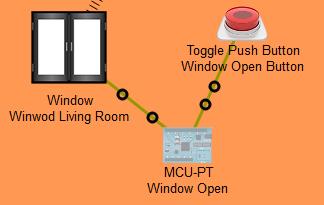 Toggle Push Button
Window Open Button
Window
Winwod Living Room
MCU-PT
Window Open